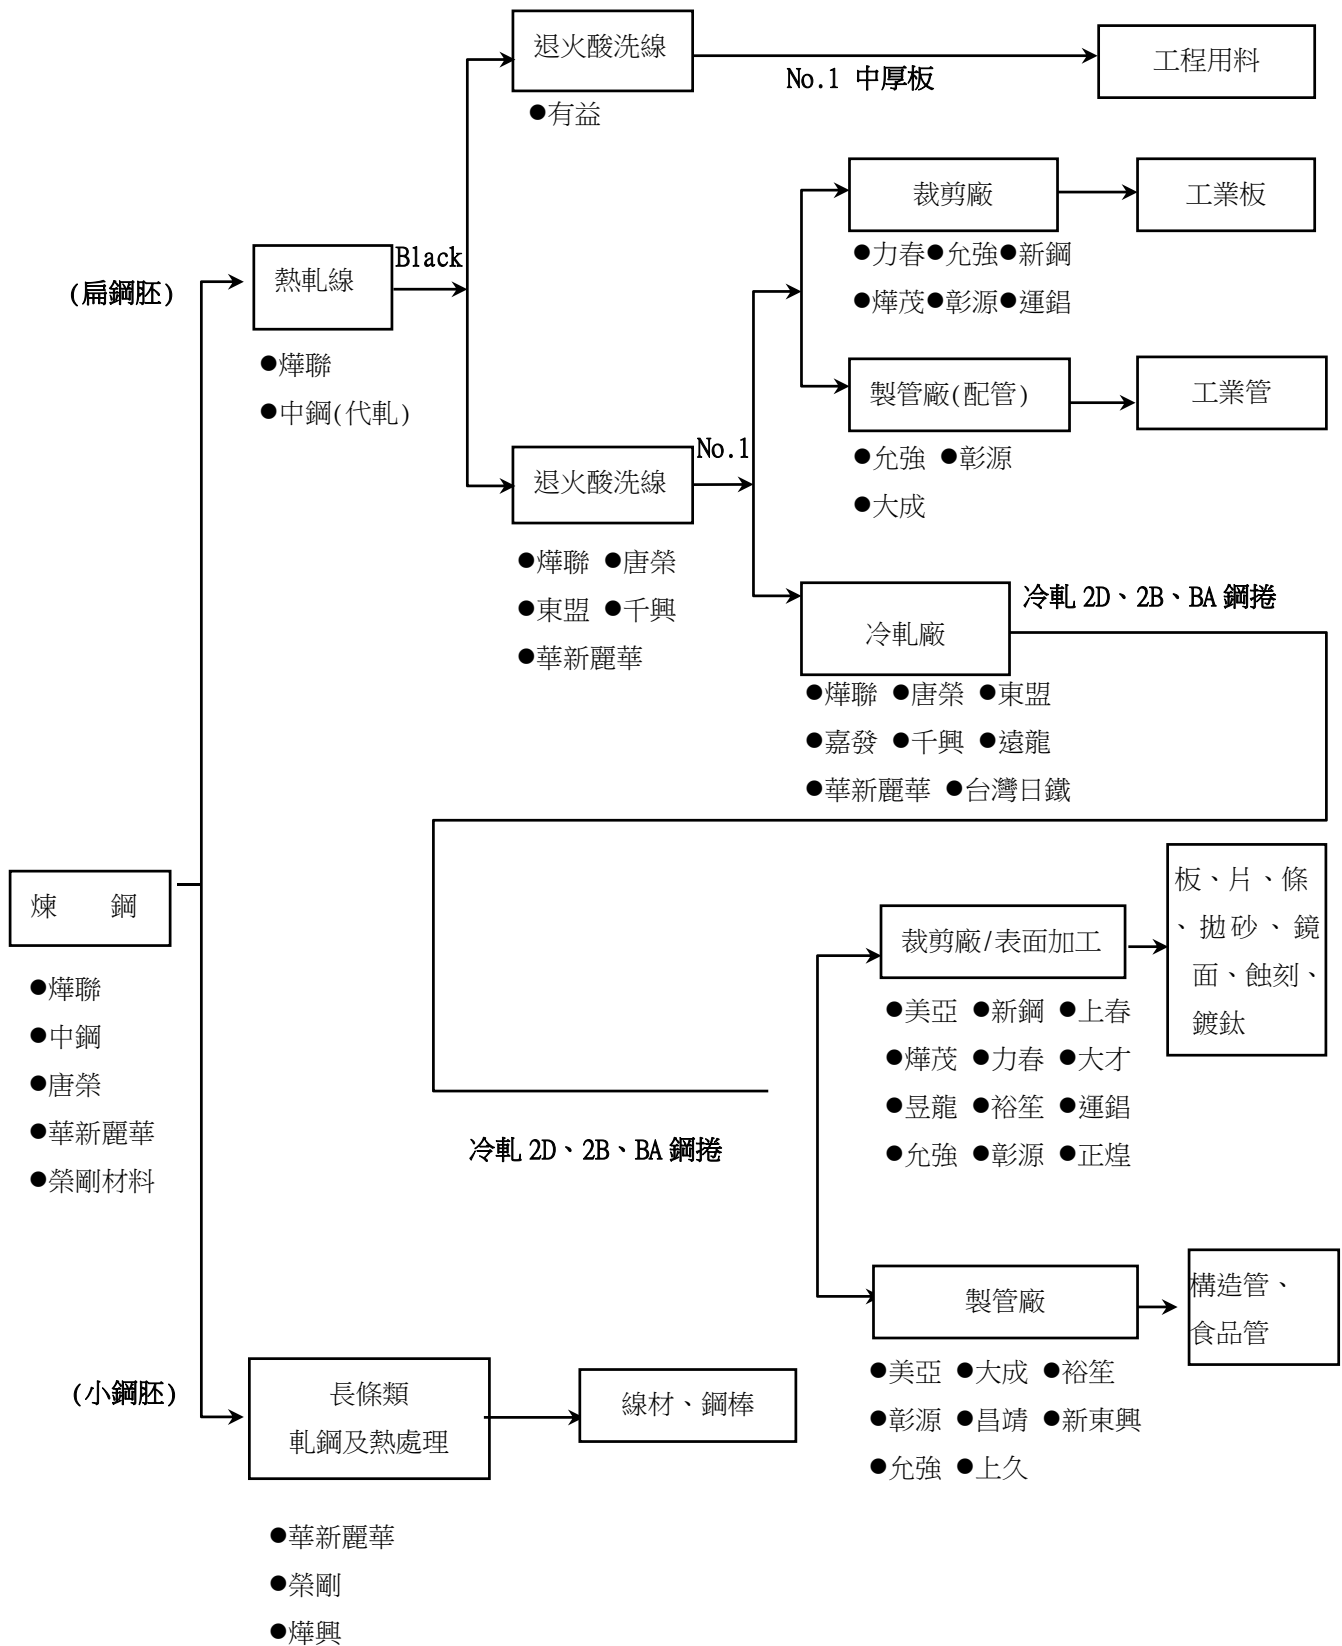 退火酸洗線
No.1 中厚板
工程用料
●有益
裁剪廠
工業板
●力春●允強●新鋼
●燁茂●彰源●運錩
Black
(扁鋼胚)
熱軋線
●燁聯
●中鋼(代軋)
製管廠(配管)
工業管
●允強 ●彰源
●大成
No.1
退火酸洗線
●燁聯 ●唐榮
●東盟 ●千興
●華新麗華
冷軋 2D、2B、BA 鋼捲
冷軋廠
●燁聯 ●唐榮 ●東盟
●嘉發 ●千興 ●遠龍
●華新麗華 ●台灣日鐵
煉 鋼
●燁聯
●中鋼
●唐榮
●華新麗華
●榮剛材料
裁剪廠/表面加工
板、片、條
、拋砂、鏡
面、蝕刻、
鍍鈦
●美亞 ●新鋼 ●上春
●燁茂 ●力春 ●大才
●昱龍 ●裕笙 ●運錩
●允強 ●彰源 ●正煌
冷軋 2D、2B、BA 鋼捲
製管廠
構造管、
食品管
●美亞 ●大成 ●裕笙
●彰源 ●昌靖 ●新東興
●允強 ●上久
(小鋼胚)
長條類
軋鋼及熱處理
線材、鋼棒
●華新麗華
●榮剛
●燁興